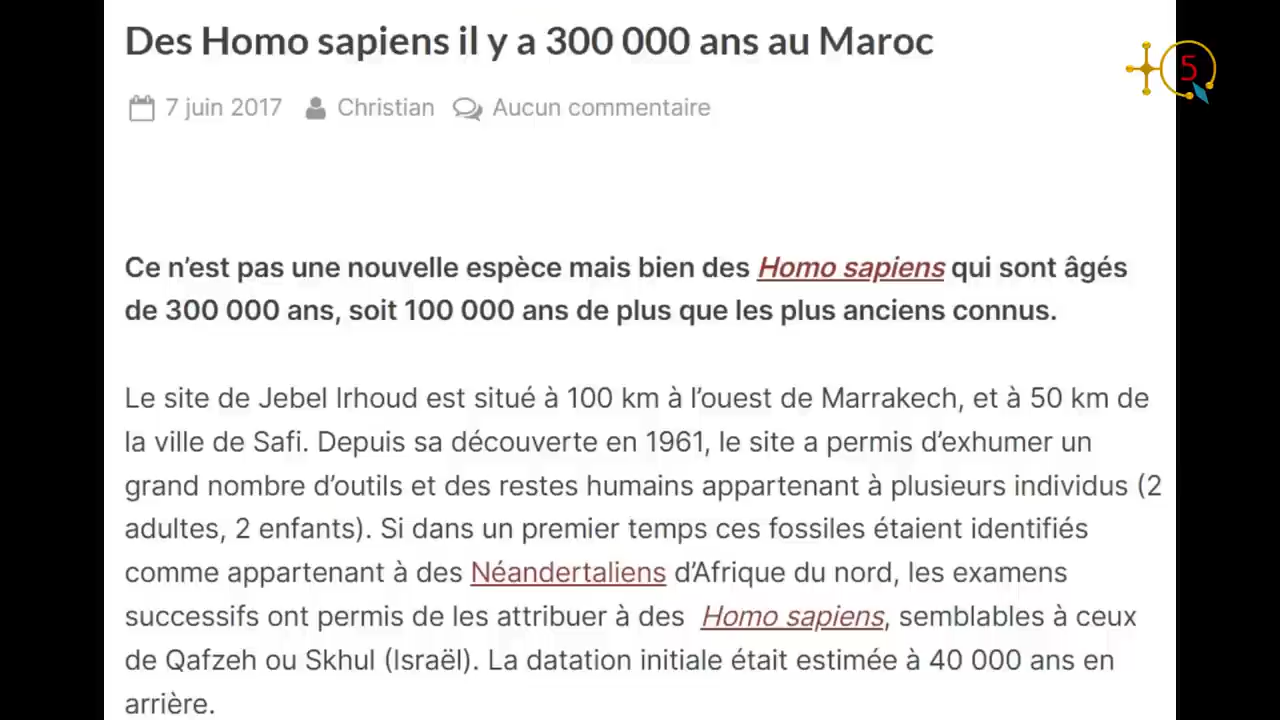 Des Homo sapiens il y a 300 000 ans au Maroc
5
7 juin 2017 Christian Aucun commentaire
Ce n’est pas une nouvelle espèce mais bien des Homo sapiens qui sont âgés
de 300 000 ans, soit 100 000 ans de plus que les plus anciens connus.
Le site de Jebel Irhoud est situé à 100 km à l’ouest de Marrakech, et à 50 km de
la ville de Safi. Depuis sa découverte en 1961, le site a permis d’exhumer un
grand nombre d’outils et des restes humains appartenant à plusieurs individus (2
adultes, 2 enfants). Si dans un premier temps ces fossiles étaient identifiés
comme appartenant à des Néandertaliens d’Afrique du nord, les examens
successifs ont permis de les attribuer à des Homo sapiens, semblables à ceux
de Qafzeh ou Skhul (Israël). La datation initiale était estimée à 40 000 ans en
arrière.